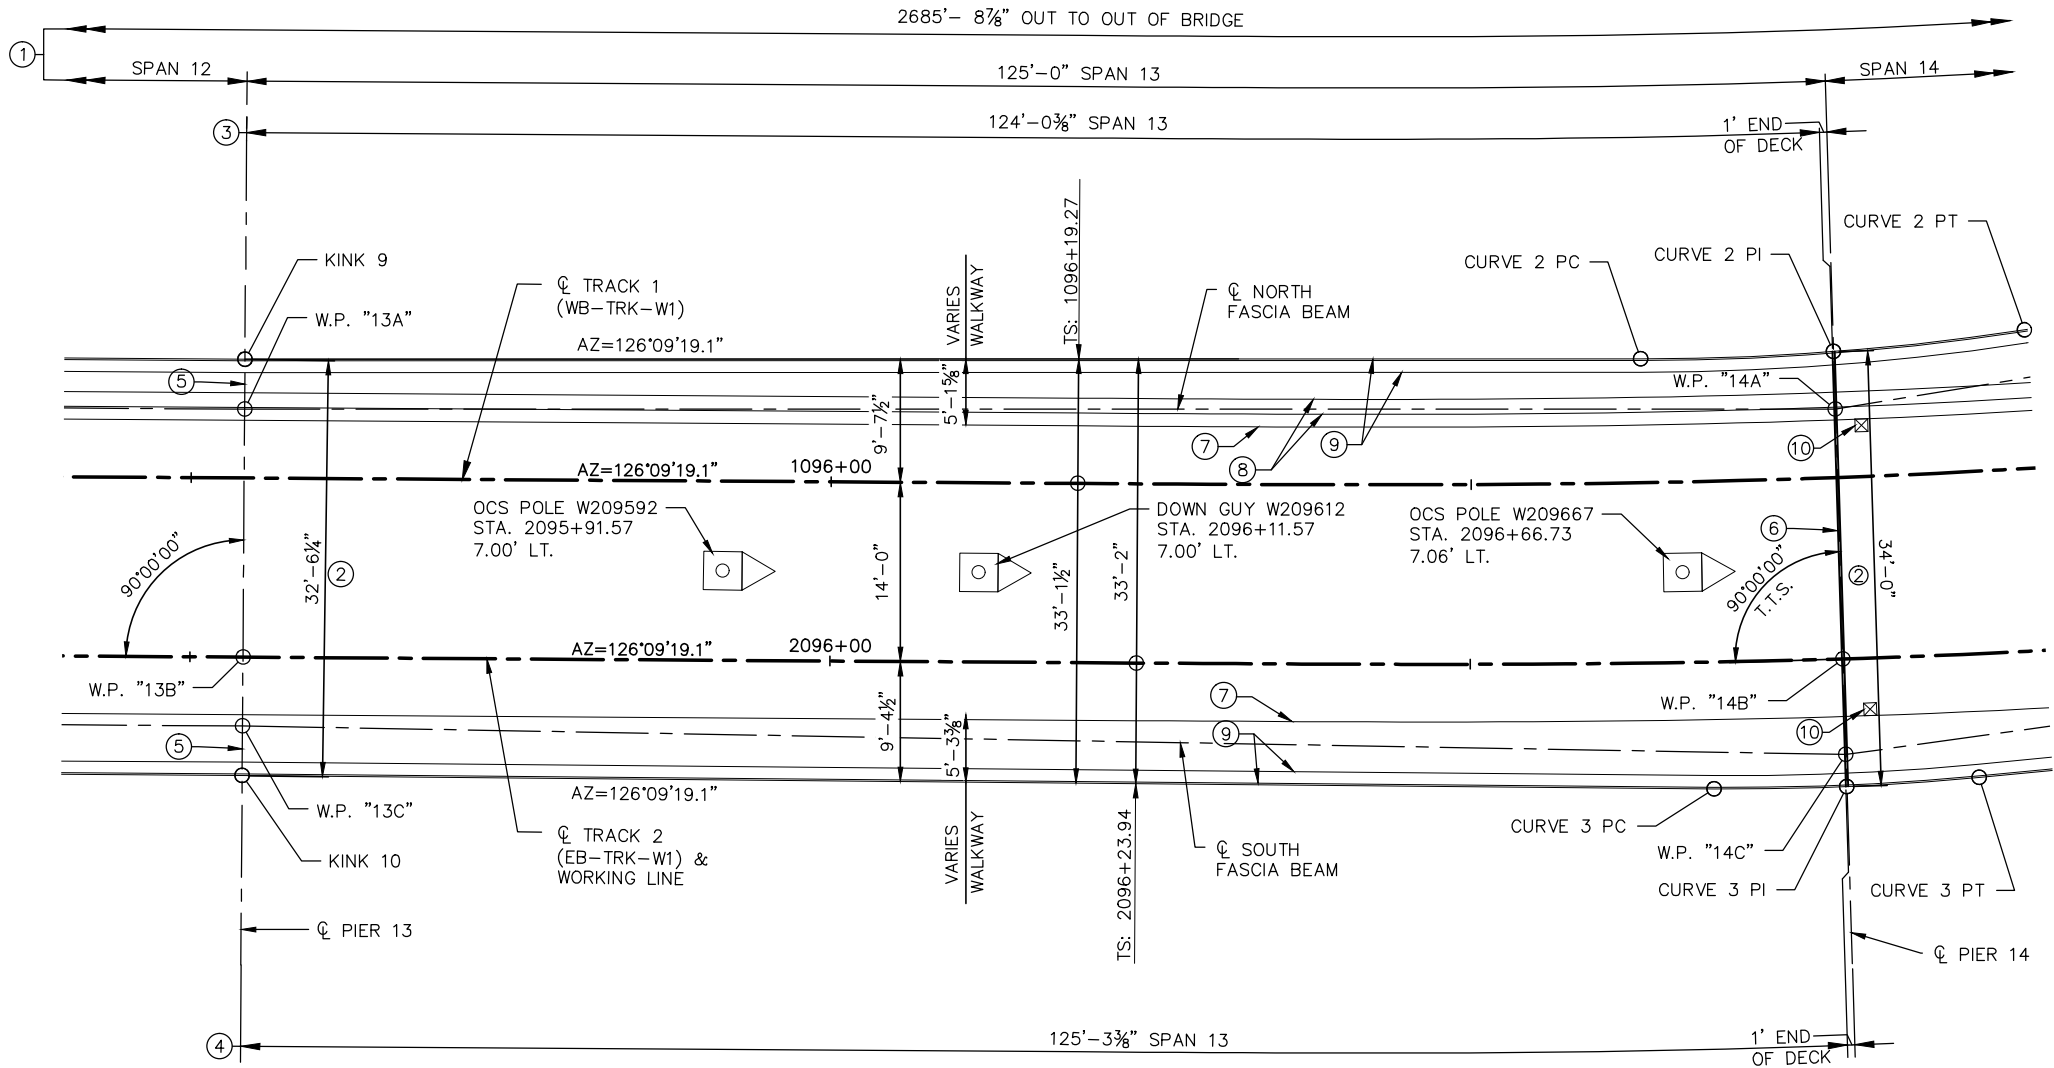 2685'- 8⅞" OUT TO OUT OF BRIDGE
1
SPAN 12
125'-0" SPAN 13
SPAN 14
3
124'-0⅜" SPAN 13
1' END
OF DECK
TS: 1096+19.27
CURVE 2 PT
CURVE 2 PI
CURVE 2 PC
KINK 9
℄ TRACK 1
(WB-TRK-W1)
VARIES
WALKWAY
℄ NORTH
FASCIA BEAM
W.P. "13A"
AZ=126°09'19.1"
5
9'-7½"
5'-1⅝"
W.P. "14A"
7
8
9
10
AZ=126°09'19.1"
1096+00
OCS POLE W209592
STA. 2095+91.57
7.00' LT.
DOWN GUY W209612
STA. 2096+11.57
7.00' LT.
OCS POLE W209667
STA. 2096+66.73
7.06' LT.
6
90°00'00"
32'-6¼"
2
14'-0"
33'-1½"
33'-2"
90°00'00"
T.T.S.
2
34'-0"
AZ=126°09'19.1"
2096+00
W.P. "13B"
7
W.P. "14B"
5
9'-4½"
5'-3⅜"
9
10
AZ=126°09'19.1"
W.P. "13C"
℄ TRACK 2
(EB-TRK-W1) &
WORKING LINE
KINK 10
VARIES
WALKWAY
TS: 2096+23.94
℄ SOUTH
FASCIA BEAM
CURVE 3 PC
W.P. "14C"
CURVE 3 PI
CURVE 3 PT
℄ PIER 13
℄ PIER 14
4
125'-3⅜" SPAN 13
1' END
OF DECK